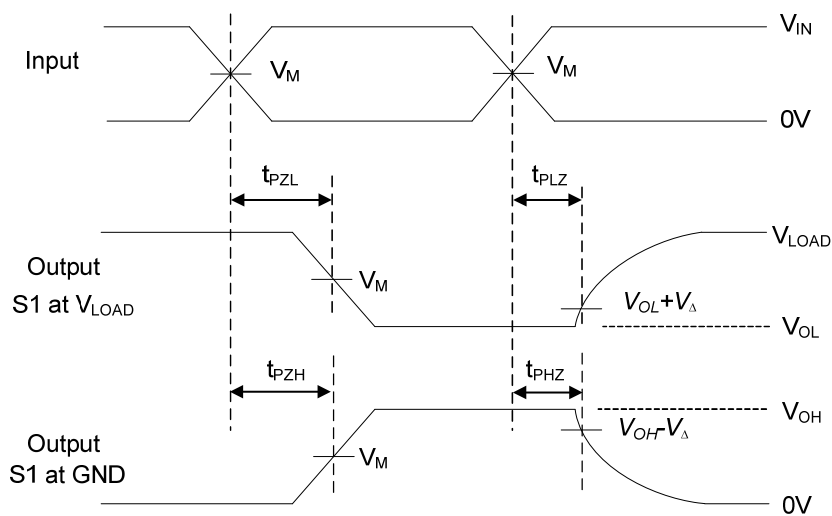 V_IN
Input
V_M
V_M
0V
t_PZL
t_PLZ
V_LOAD
Output
S1 at V_LOAD
V_M
V_OL+V_Δ
V_OL
t_PZH
t_PHZ
V_OH
Output
S1 at GND
V_M
V_OH-V_Δ
0V